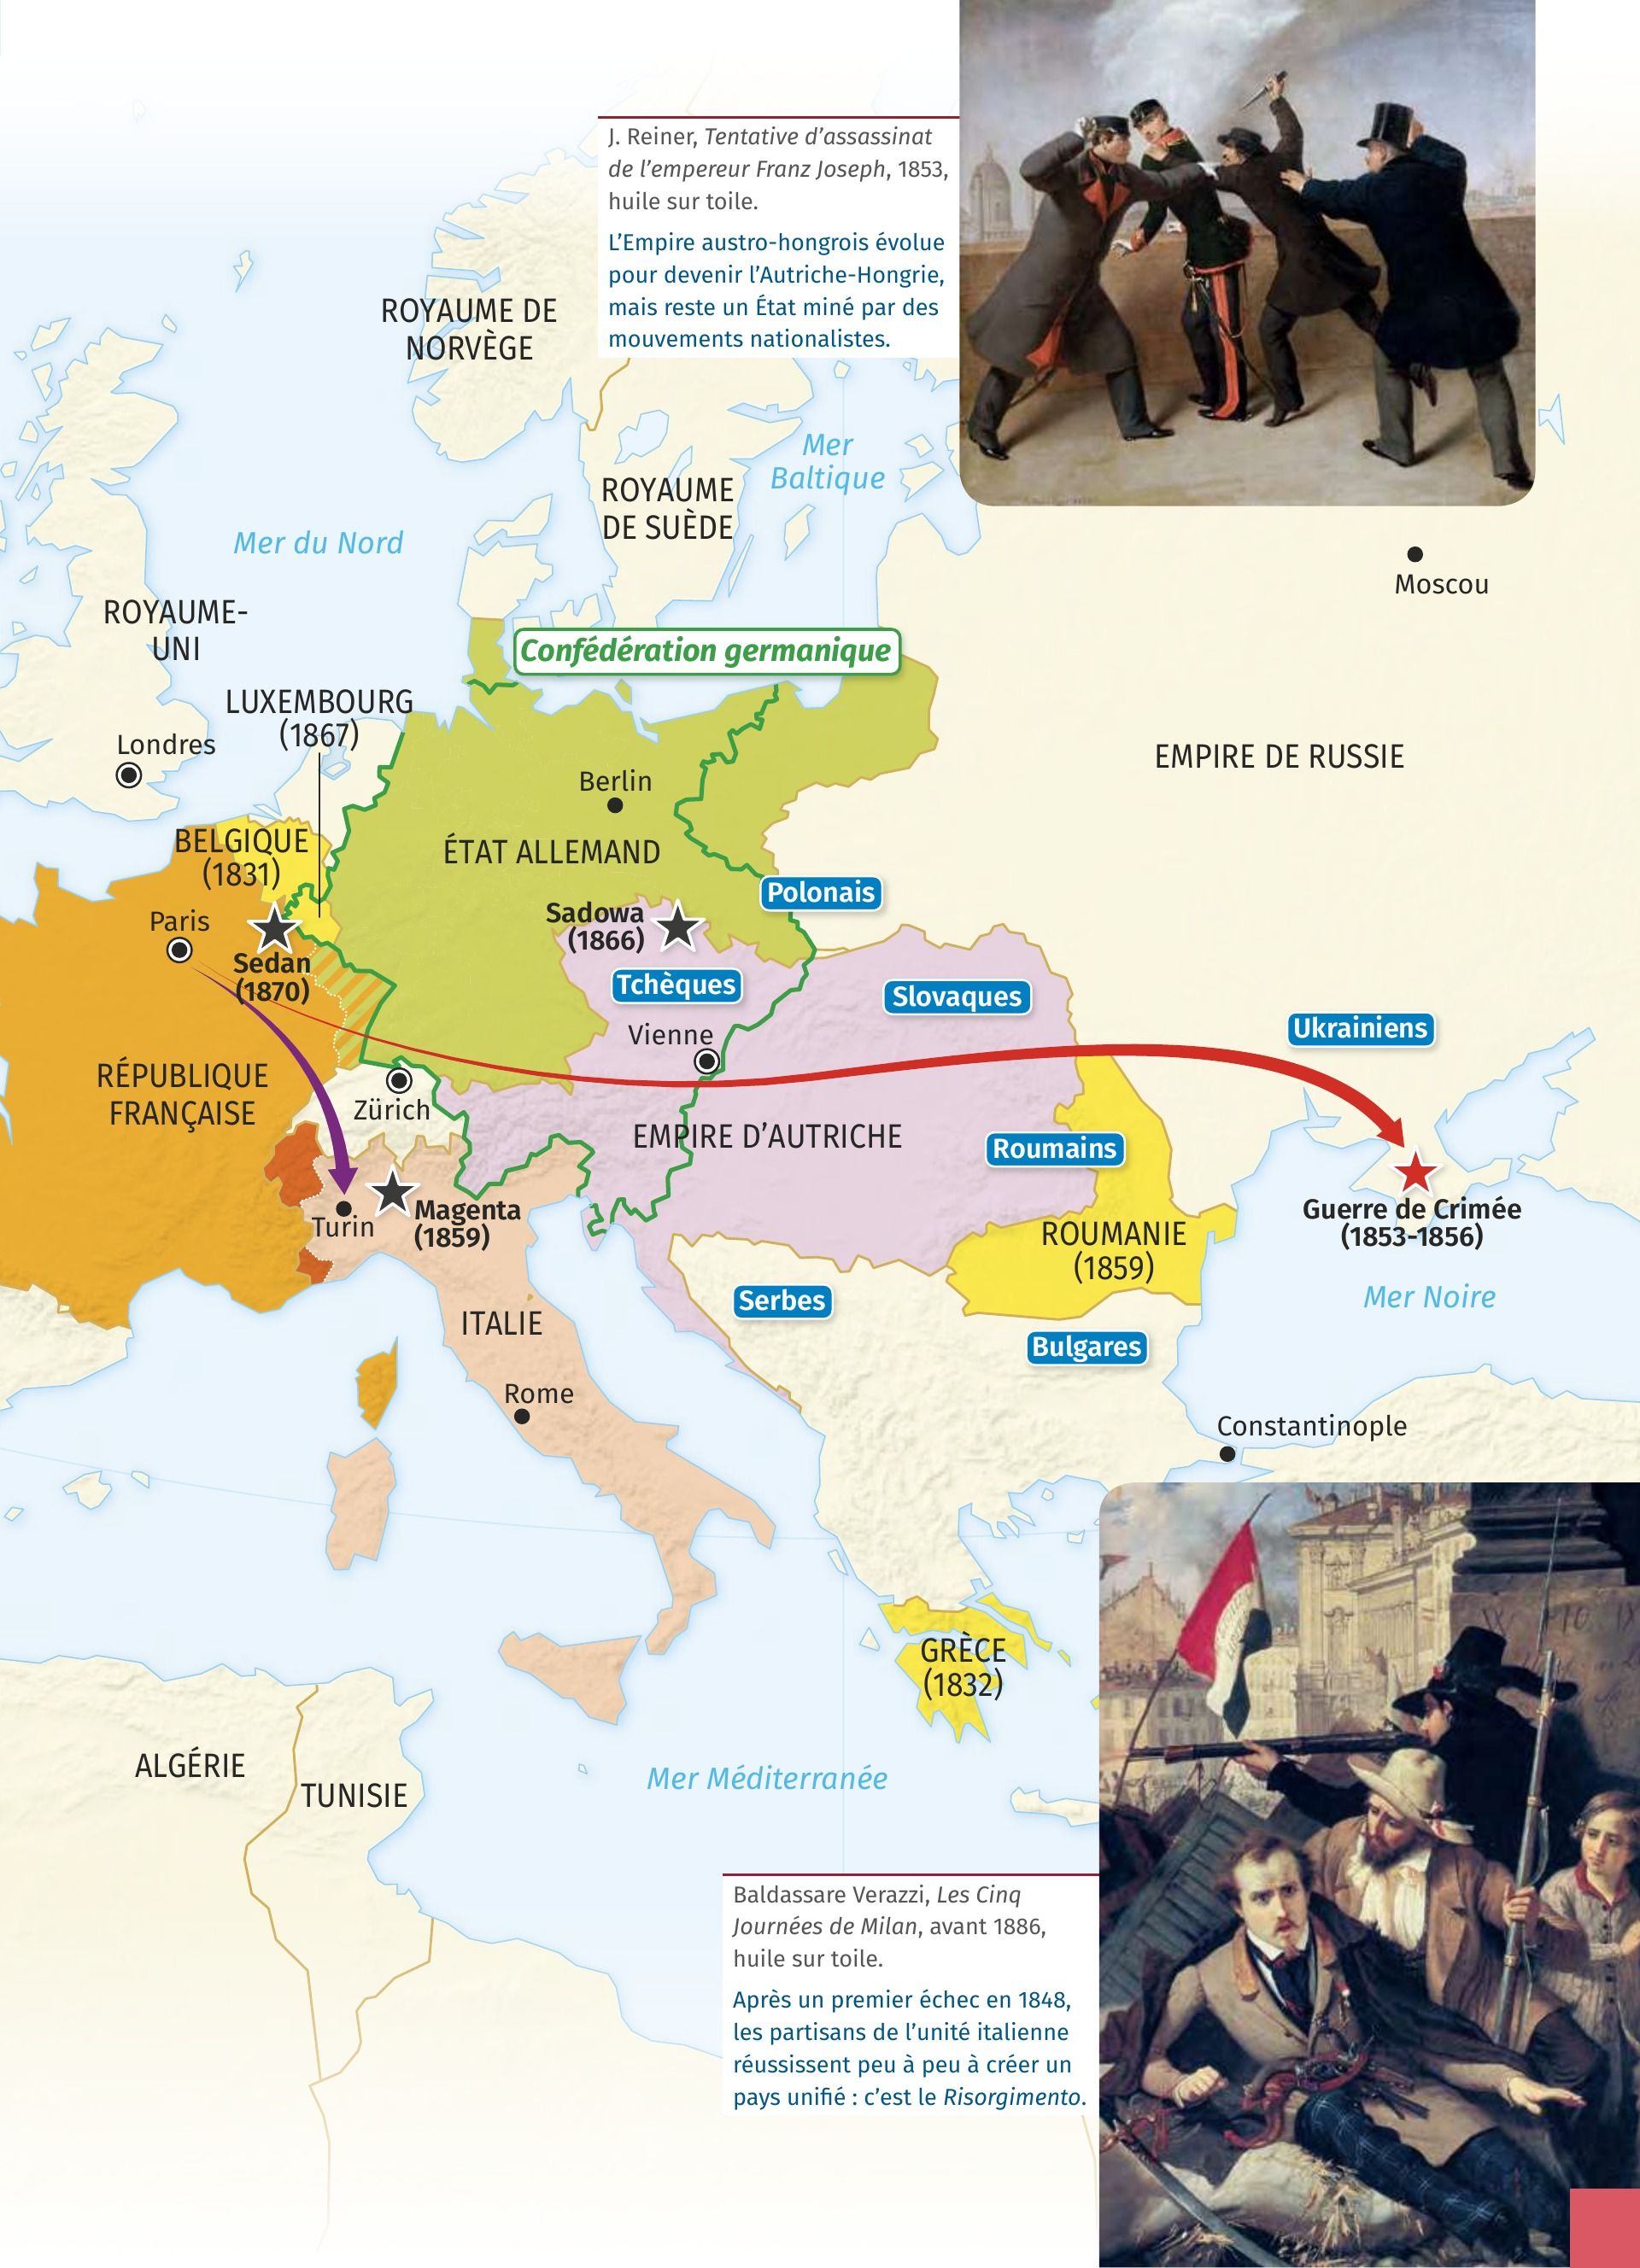 J. Reiner, Tentative d’assassinat
de l’empereur Franz Joseph, 1853,
huile sur toile.
L’Empire austro-hongrois évolue
pour devenir l’Autriche-Hongrie,
mais reste un État miné par des
mouvements nationalistes.
ROYAUME DE
NORVÈGE
Mer
Baltique
ROYAUME
DE SUÈDE
Mer du Nord
Moscou
ROYAUME-
UNI
Confédération germanique
LUXEMBOURG
(1867)
Londres
EMPIRE DE RUSSIE
Berlin
BELGIQUE
(1831)
ÉTAT ALLEMAND
Polonais
Paris
Sadowa
(1866)
Sedan
(1870)
Tchèques
Slovaques
Vienne
Ukrainiens
RÉPUBLIQUE
FRANÇAISE
Zürich
EMPIRE D’AUTRICHE
Roumains
Turin
Magenta
(1859)
Guerre de Crimée
(1853-1856)
ROUMANIE
(1859)
Serbes
Mer Noire
ITALIE
Bulgares
Rome
Constantinople
GRÈCE
(1832)
ALGÉRIE
TUNISIE
Mer Méditerranée
Baldassare Verazzi, Les Cinq
Journées de Milan, avant 1886,
huile sur toile.
Après un premier échec en 1848,
les partisans de l’unité italienne
réussissent peu à peu à créer un
pays unifié : c’est le Risorgimento.